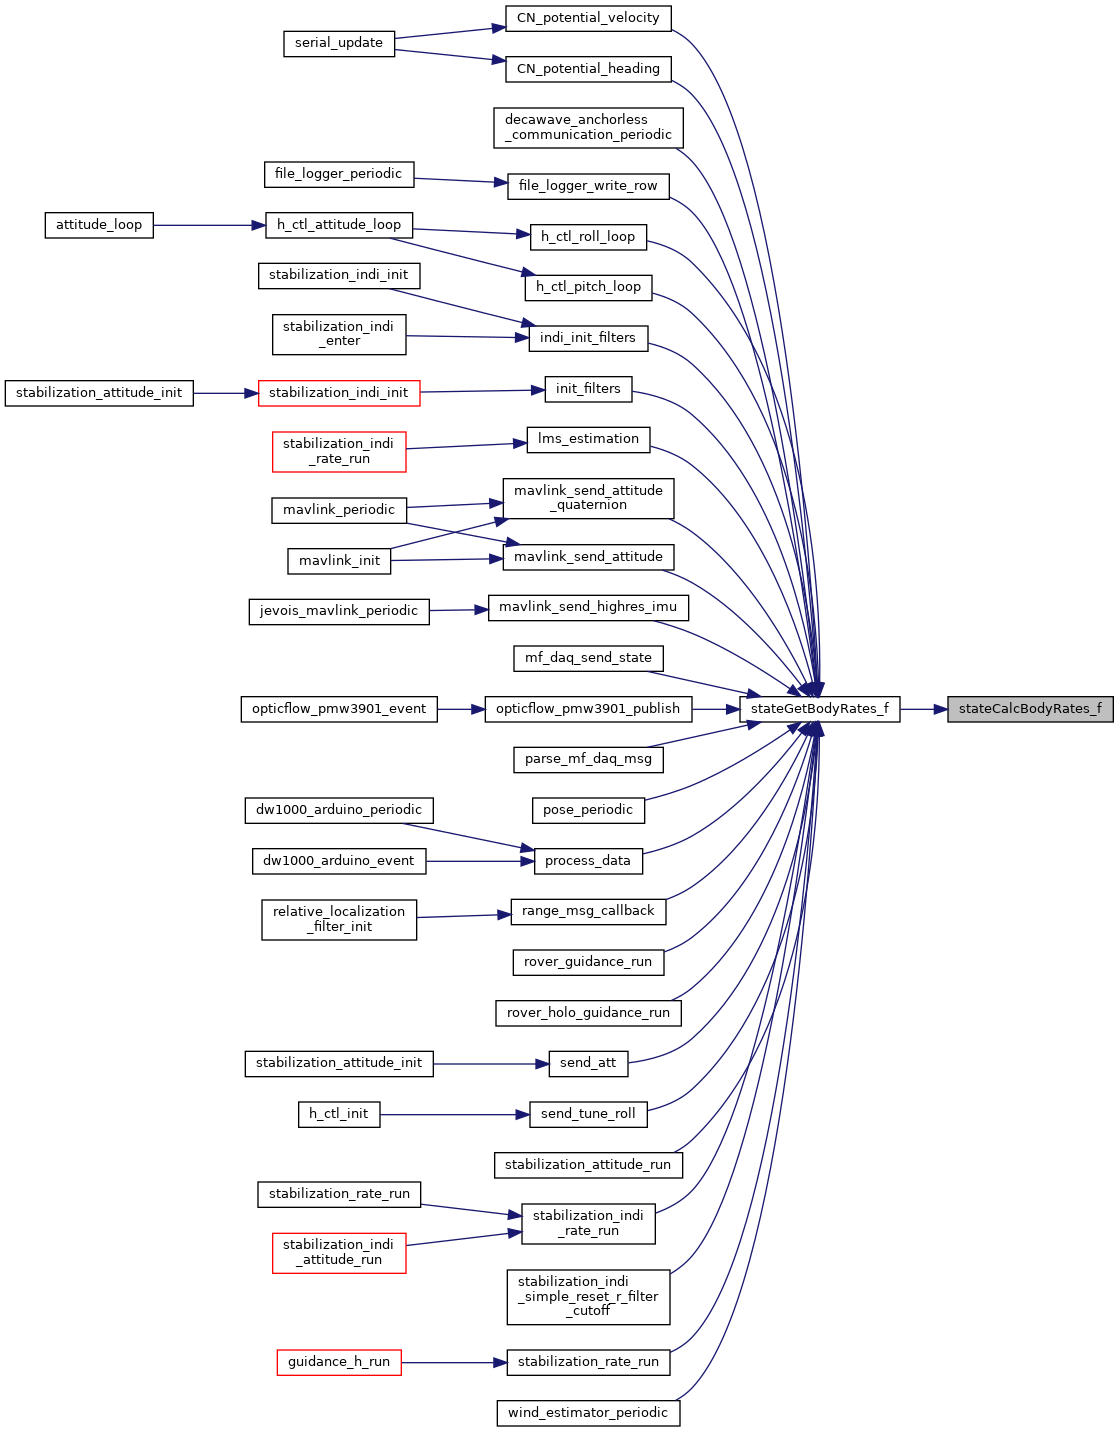 CN_potential_velocity
serial_update
CN_potential_heading
decawave_anchorless
_communication_periodic
file_logger_periodic
file_logger_write_row
attitude_loop
h_ctl_attitude_loop
h_ctl_roll_loop
stabilization_indi_init
h_ctl_pitch_loop
stabilization_indi
_enter
indi_init_filters
stabilization_attitude_init
stabilization_indi_init
init_filters
stabilization_indi
_rate_run
lms_estimation
mavlink_send_attitude
_quaternion
mavlink_periodic
mavlink_init
mavlink_send_attitude
jevois_mavlink_periodic
mavlink_send_highres_imu
mf_daq_send_state
opticflow_pmw3901_event
opticflow_pmw3901_publish
stateGetBodyRates_f
stateCalcBodyRates_f
parse_mf_daq_msg
dw1000_arduino_periodic
pose_periodic
dw1000_arduino_event
process_data
relative_localization
_filter_init
range_msg_callback
rover_guidance_run
rover_holo_guidance_run
stabilization_attitude_init
send_att
h_ctl_init
send_tune_roll
stabilization_attitude_run
stabilization_rate_run
stabilization_indi
_rate_run
stabilization_indi
_attitude_run
stabilization_indi
_simple_reset_r_filter
_cutoff
guidance_h_run
stabilization_rate_run
wind_estimator_periodic